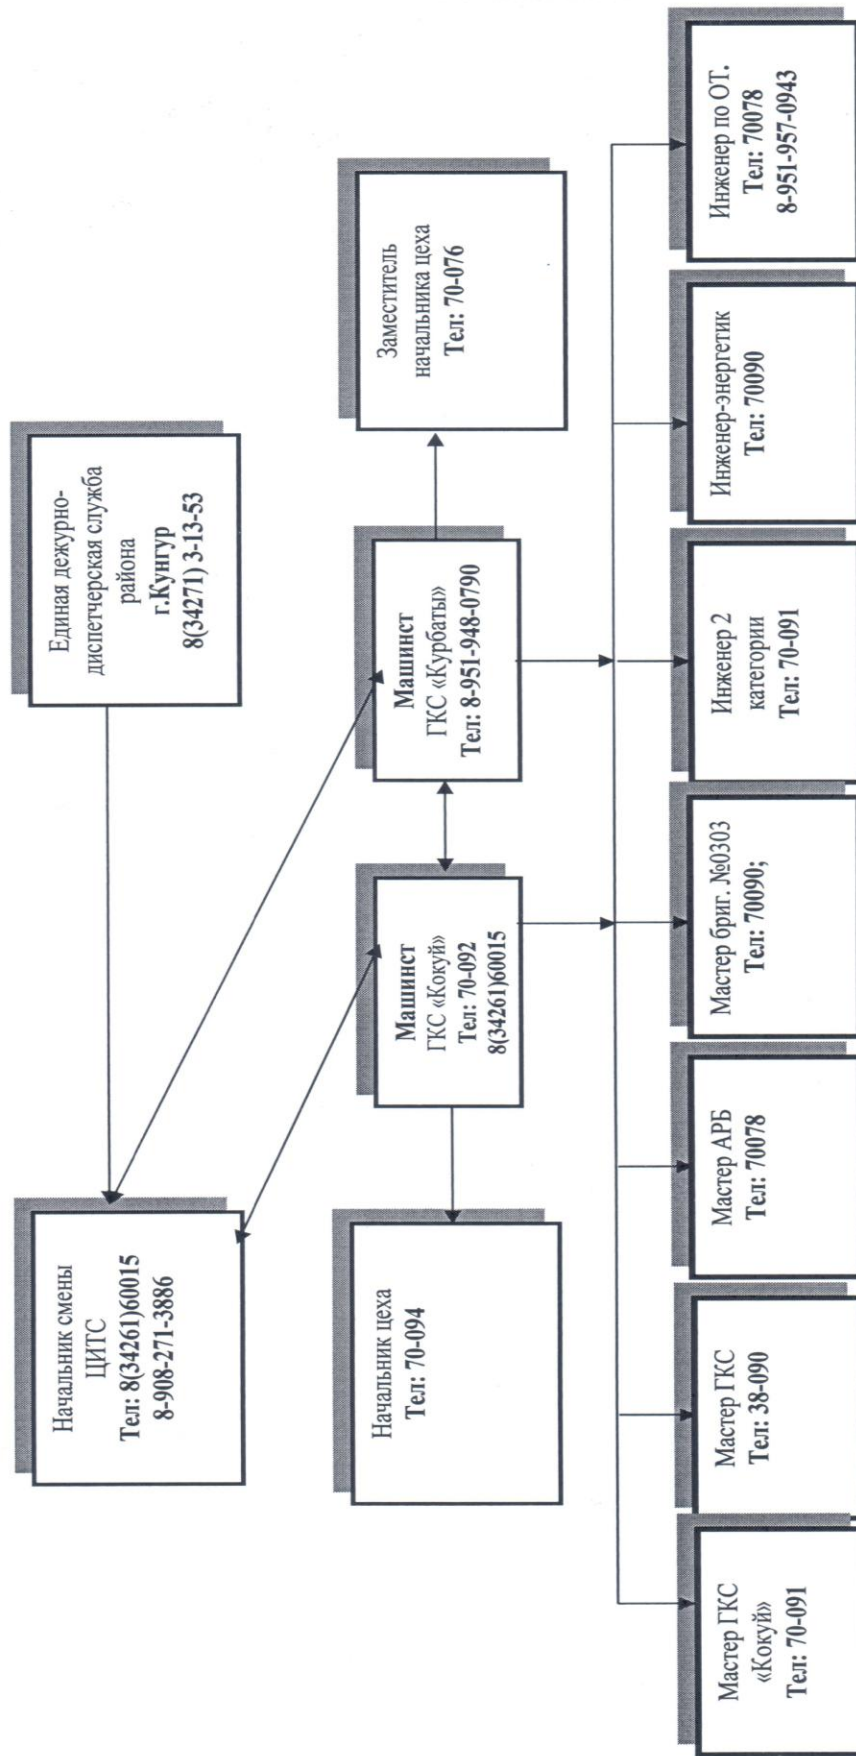 Начальник смены
ЦИТС
Тел: 8(34261)60015
8-908-271-3886
Единая дежурно-
диспетчерская служба
района
г.Кунгур
8(34271) 3-13-53
Начальник цеха
Тел: 70-094
Машинст
ГКС «Кокуй»
Тел: 70-092
8(34261)60015
Машинст
ГКС «Курбаты»
Тел: 8-951-948-0790
Заместитель
начальника цеха
Тел: 70-076
Мастер ГКС
«Кокуй»
Тел: 70-091
Мастер ГКС
Тел: 38-090
Мастер АРБ
Тел: 70078
Мастер бриг. №0303
Тел: 70090;
Инженер 2
категории
Тел: 70-091
Инженер-энергетик
Тел: 70090
Инженер по ОТ.
Тел: 70078
8-951-957-0943